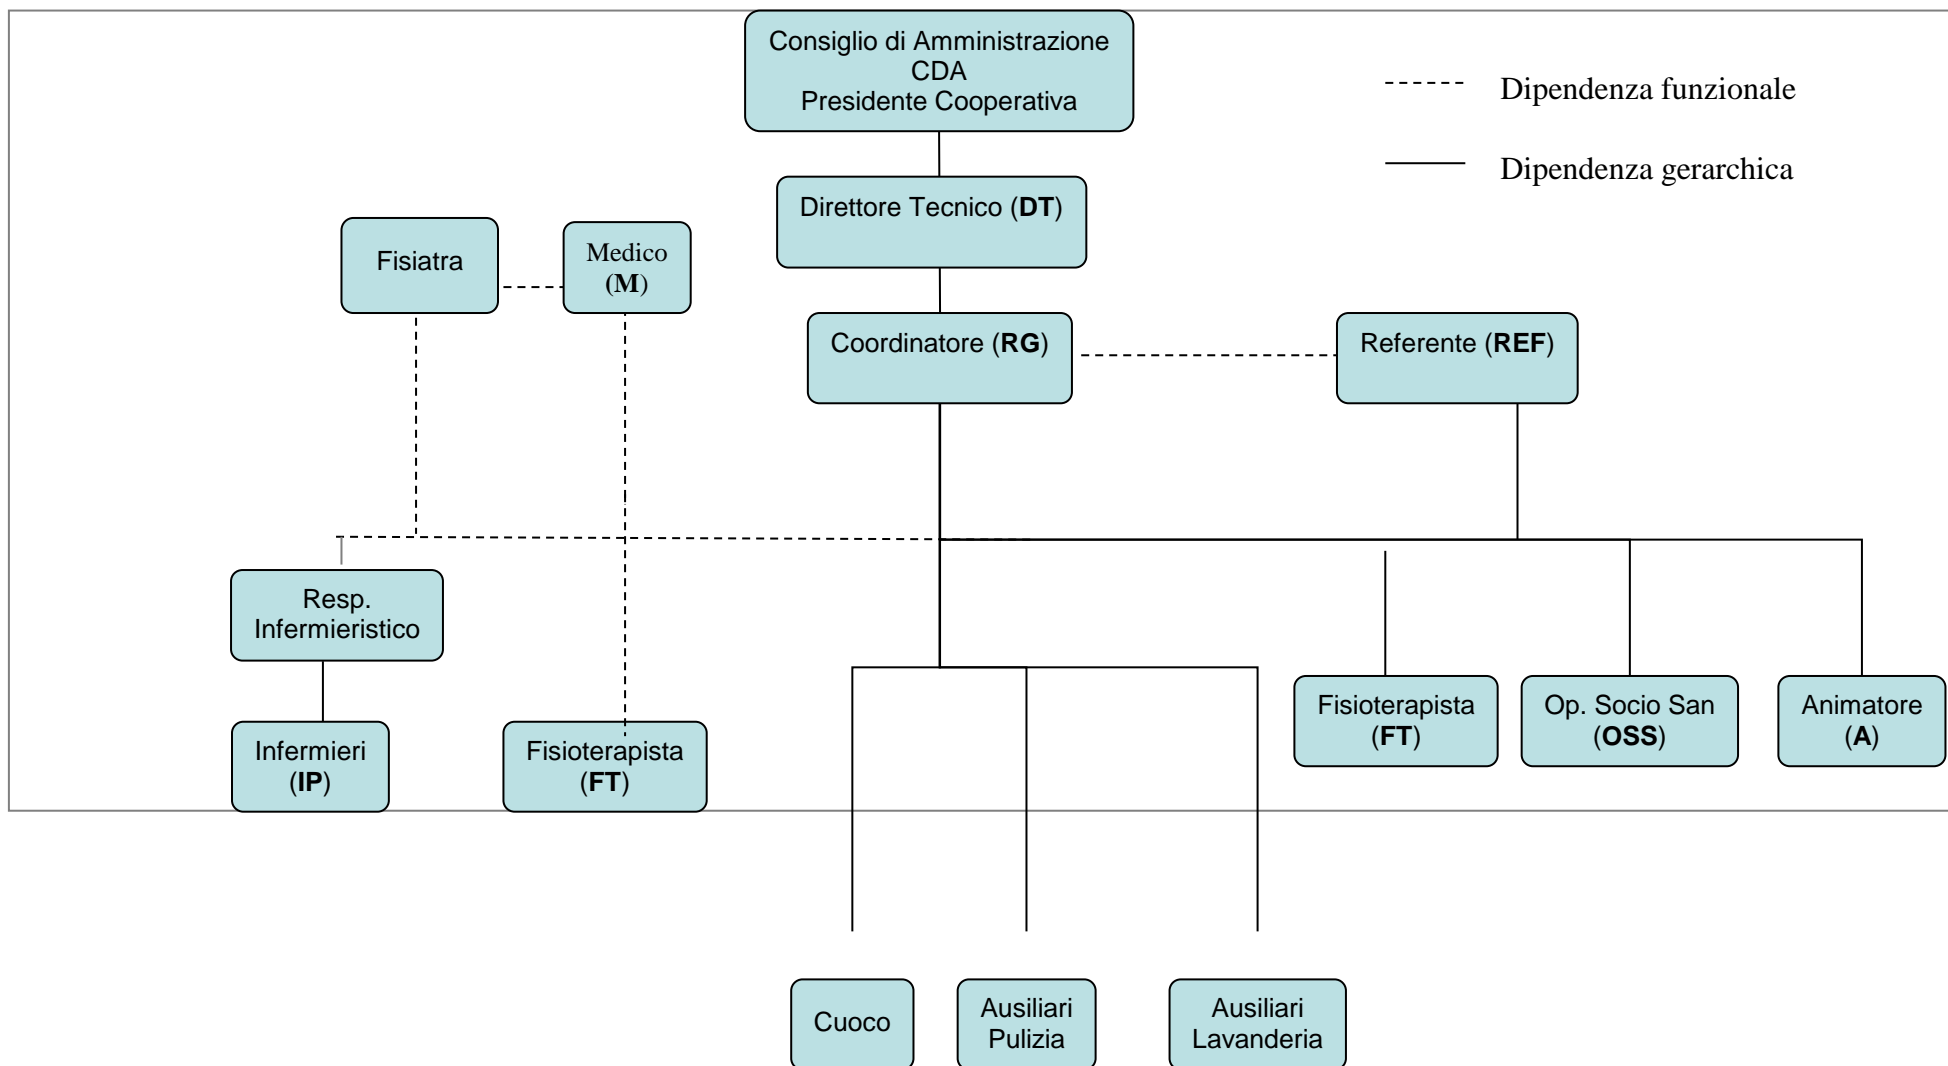 Consiglio di Amministrazione
CDA
Presidente Cooperativa
Dipendenza funzionale
Dipendenza gerarchica
Direttore Tecnico (DT)
Fisiatra
Medico
(M)
Coordinatore (RG)
Referente (REF)
Resp.
Infermieristico
Infermieri
(IP)
Fisioterapista
(FT)
Fisioterapista
(FT)
Op. Socio San
(OSS)
Animatore
(A)
Cuoco
Ausiliari
Pulizia
Ausiliari
Lavanderia